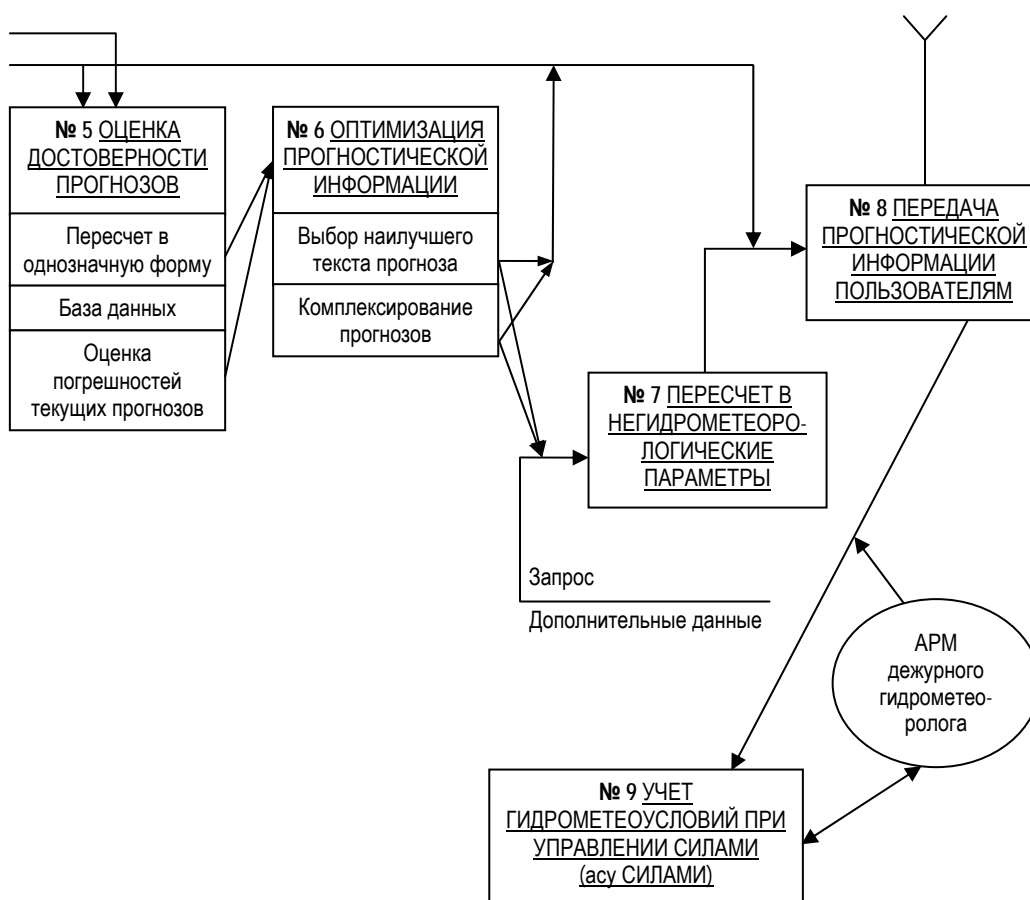 № 5 ОЦЕНКА
ДОСТОВЕРНОСТИ
ПРОГНОЗОВ
Пересчет в
однозначную форму
База данных
Оценка
погрешностей
текущих прогнозов
№ 6 ОПТИМИЗАЦИЯ
ПРОГНОСТИЧЕСКОЙ
ИНФОРМАЦИИ
Выбор наилучшего
текста прогноза
Комплексирование
прогнозов
№ 8 ПЕРЕДАЧА
ПРОГНОСТИЧЕСКОЙ
ИНФОРМАЦИИ
ПОЛЬЗОВАТЕЛЯМ
№ 7 ПЕРЕСЧЕТ В
НЕГИДРОМЕТЕОРО-
ЛОГИЧЕСКИЕ
ПАРАМЕТРЫ
Запрос
Дополнительные данные
АРМ
дежурного
гидрометео-
ролога
№ 9 УЧЕТ
ГИДРОМЕТЕОУСЛОВИЙ ПРИ
УПРАВЛЕНИИ СИЛАМИ
(асу СИЛАМИ)